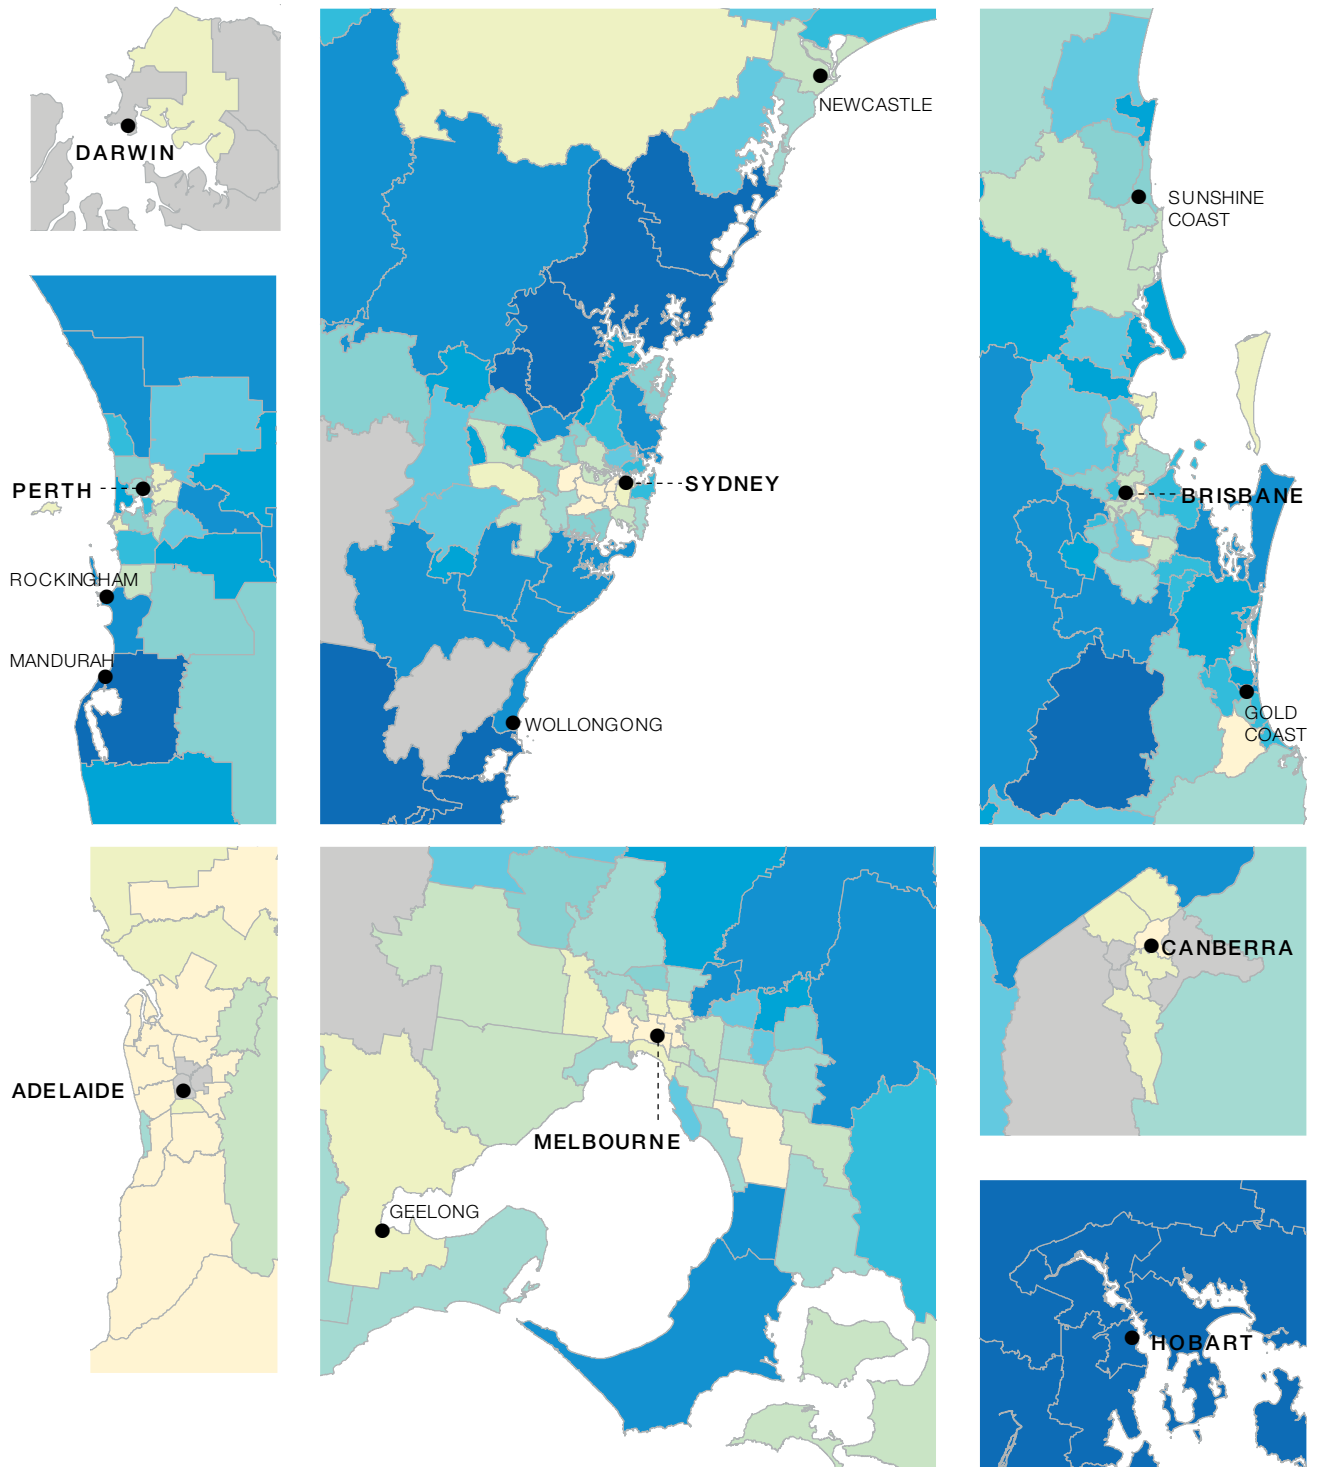 NEWCASTLE
DARWIN
SUNSHINE
COAST
PERTH
SYDNEY
BRISBANE
ROCKINGHAM
MANDURAH
WOLLONGONG
GOLD
COAST
CANBERRA
ADELAIDE
MELBOURNE
GEELONG
HOBART